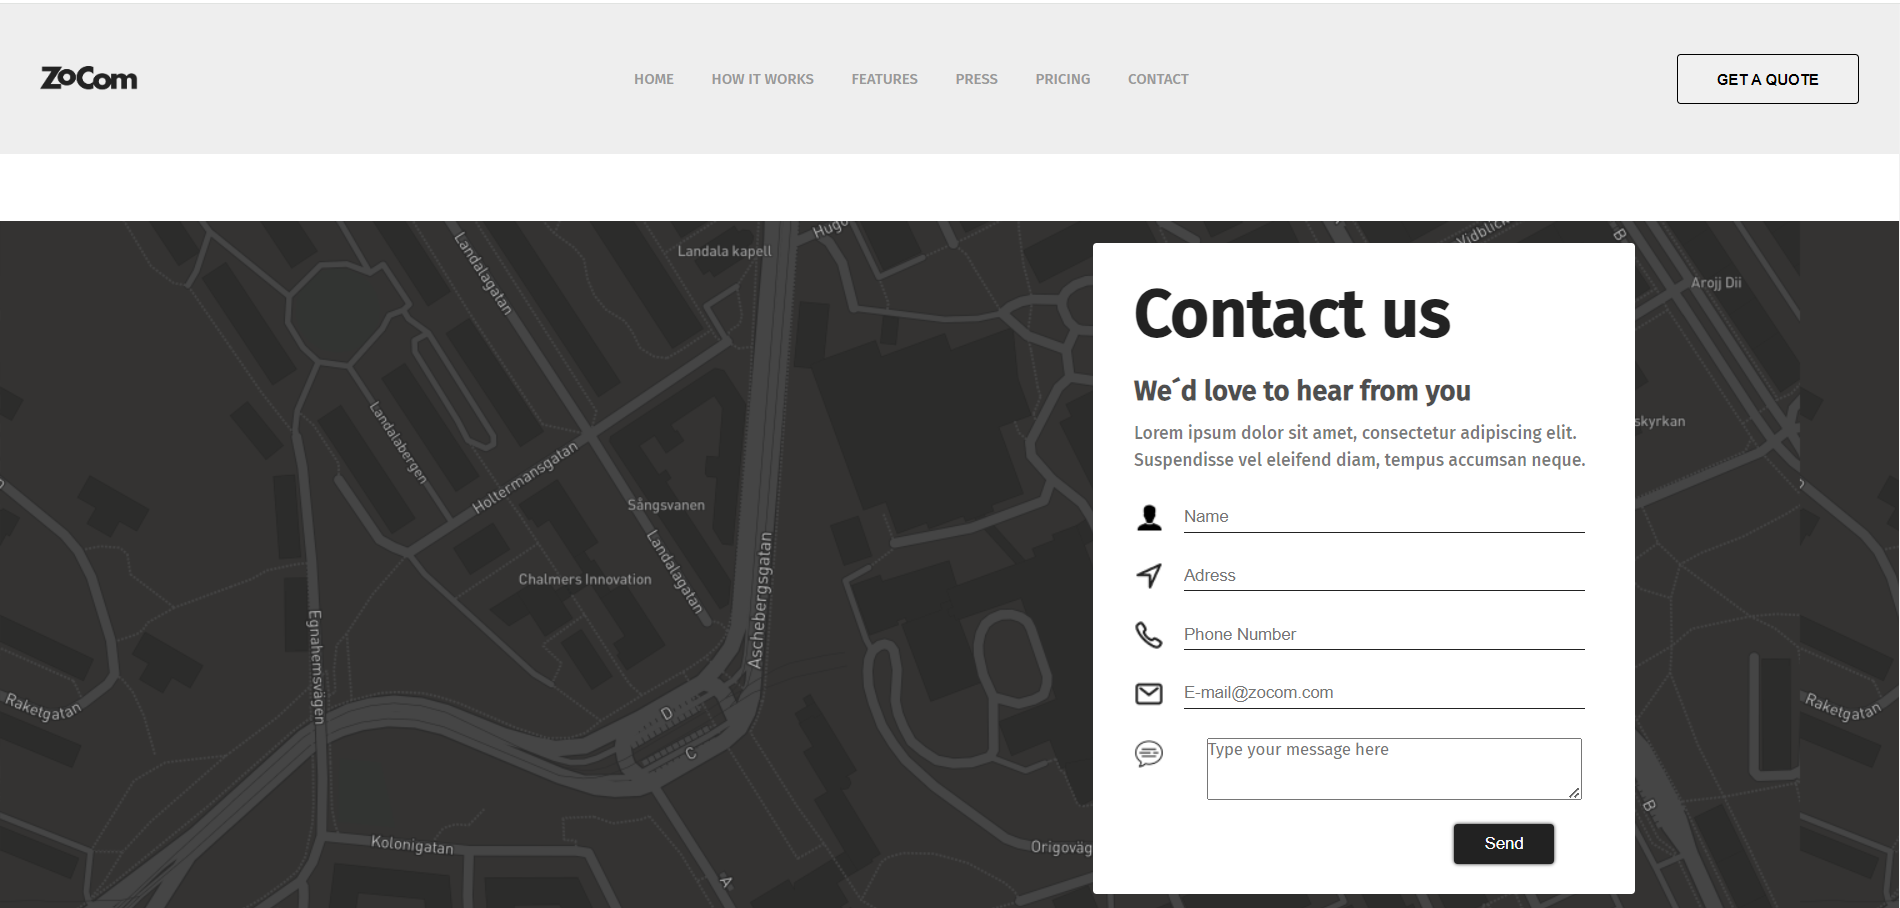 ZoCom
HOME HOW IT WORKS FEATURES PRESS PRICING CONTACT
GET A QUOTE
Landala kapell
Landalagatan
Arojj Dii
Landalabergen
Holtermansgatan
Sångsvanen
Landalagatan
Chalmers Innovation
Aschebergsgatan
Egnahemsvägen
Raketgatan
D
C
Kolonigatan
A
Origoväg
B
skyrkan
Raketgatan
B
Contact us
We´d love to hear from you
Lorem ipsum dolor sit amet, consectetur adipiscing elit.
Suspendisse vel eleifend diam, tempus accumsan neque.
Name
Adress
Phone Number
E-mail@zocom.com
Type your message here
Send